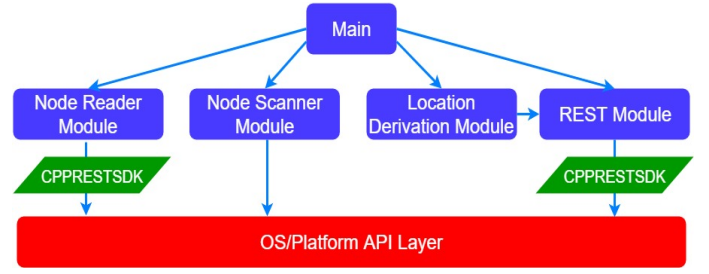 Main
Node Reader
Module
Node Scanner
Module
Location
Derivation Module
REST Module
CPPRESTSDK
CPPRESTSDK
OS/Platform API Layer